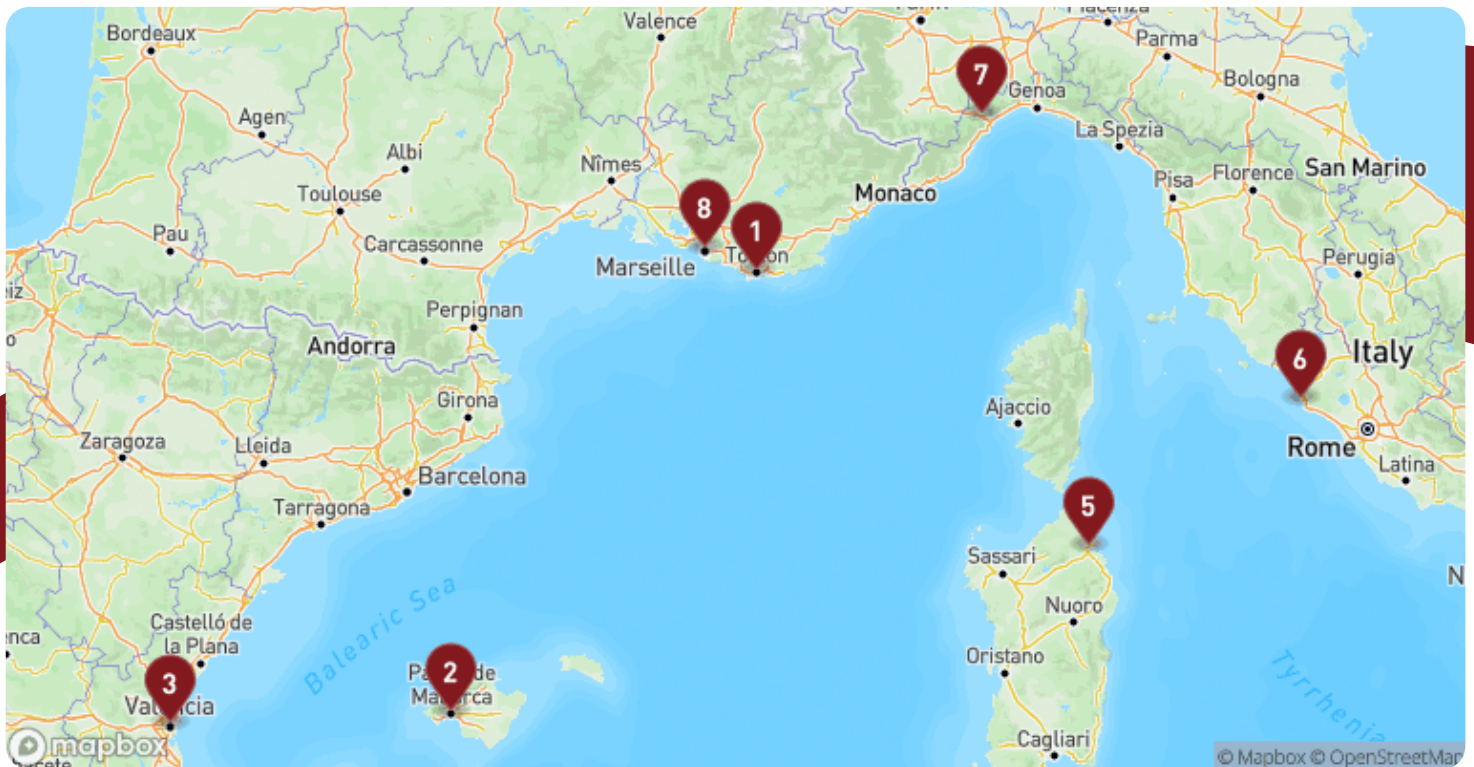 Bordeaux
Valence
Parma
Bologna
7
Genoa
La Spezia
Agen
Albi
Nîmes
Toulouse
Pisa
Florence
San Marino
Monaco
8
1
Pau
Carcassonne
Marseille
Perugia
Perpignan
Andorra
6
Italy
Girona
Ajaccio
Zaragoza
Lleida
Rome
Latina
Barcelona
Tarragona
5
Sassari
Balearic Sea
Nuoro
Castelló de
la Plana
Oristano
2
3
Cagliari
mapbox
© Mapbox © OpenStreetMap